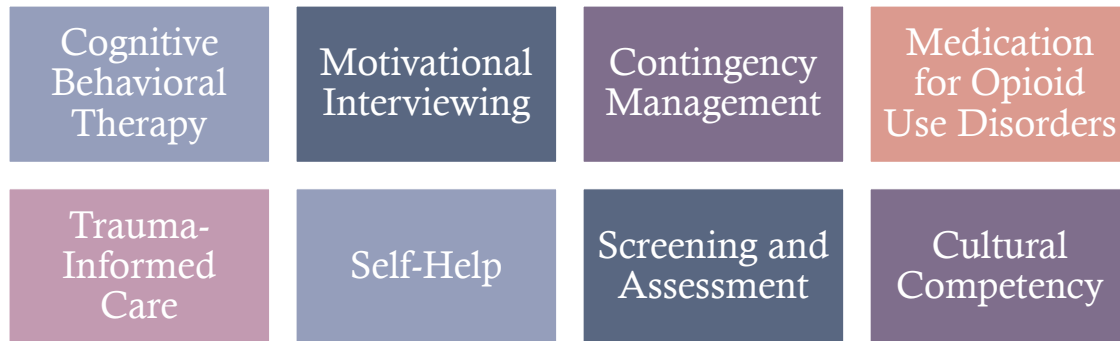 Cognitive
Behavioral
Therapy
Motivational
Interviewing
Contingency
Management
Medication
for Opioid
Use Disorders
Trauma-
Informed
Care
Self-Help
Screening and
Assessment
Cultural
Competency